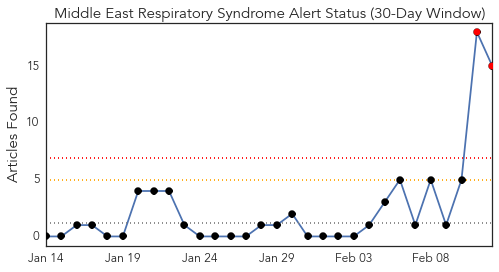 Middle East Respiratory Syndrome Alert Status (30-Day Window)
Articles Found
15
10
5
0
Jan 14 Jan 19 Jan 24 Jan 29 Feb 03 Feb 08